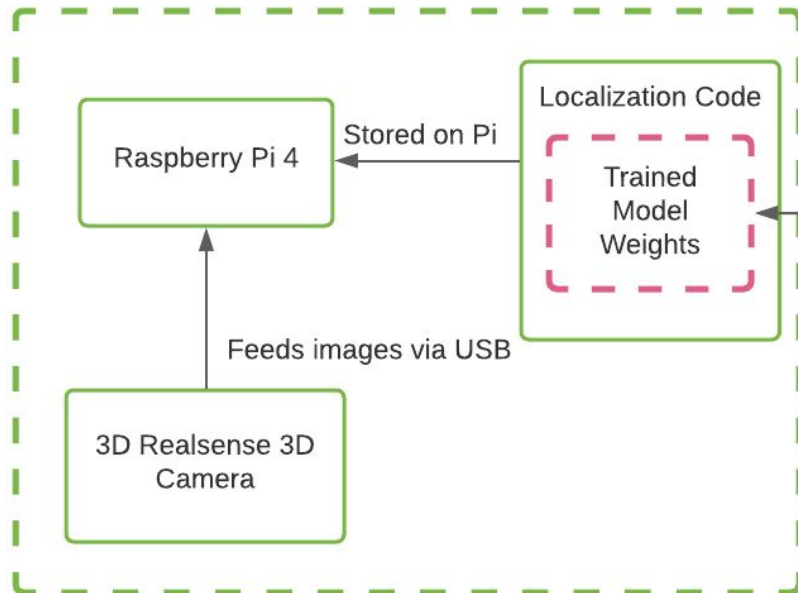 Localization Code
Stored on Pi
Raspberry Pi 4
Trained
Model
Weights
Feeds images via USB
3D Realsense 3D
Camera